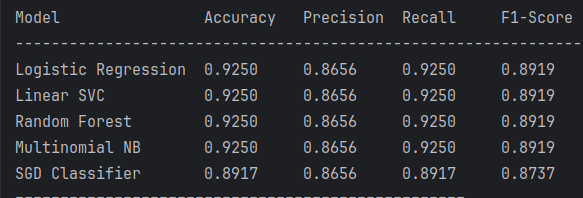 Model Accuracy Precision Recall F1-Score
--------------------------------------------------------------
Logistic Regression 0.9250 0.8656 0.9250 0.8919
Linear SVC 0.9250 0.8656 0.9250 0.8919
Random Forest 0.9250 0.8656 0.9250 0.8919
Multinomial NB 0.9250 0.8656 0.9250 0.8919
SGD Classifier 0.8917 0.8656 0.8917 0.8737
--------------------------------------------------